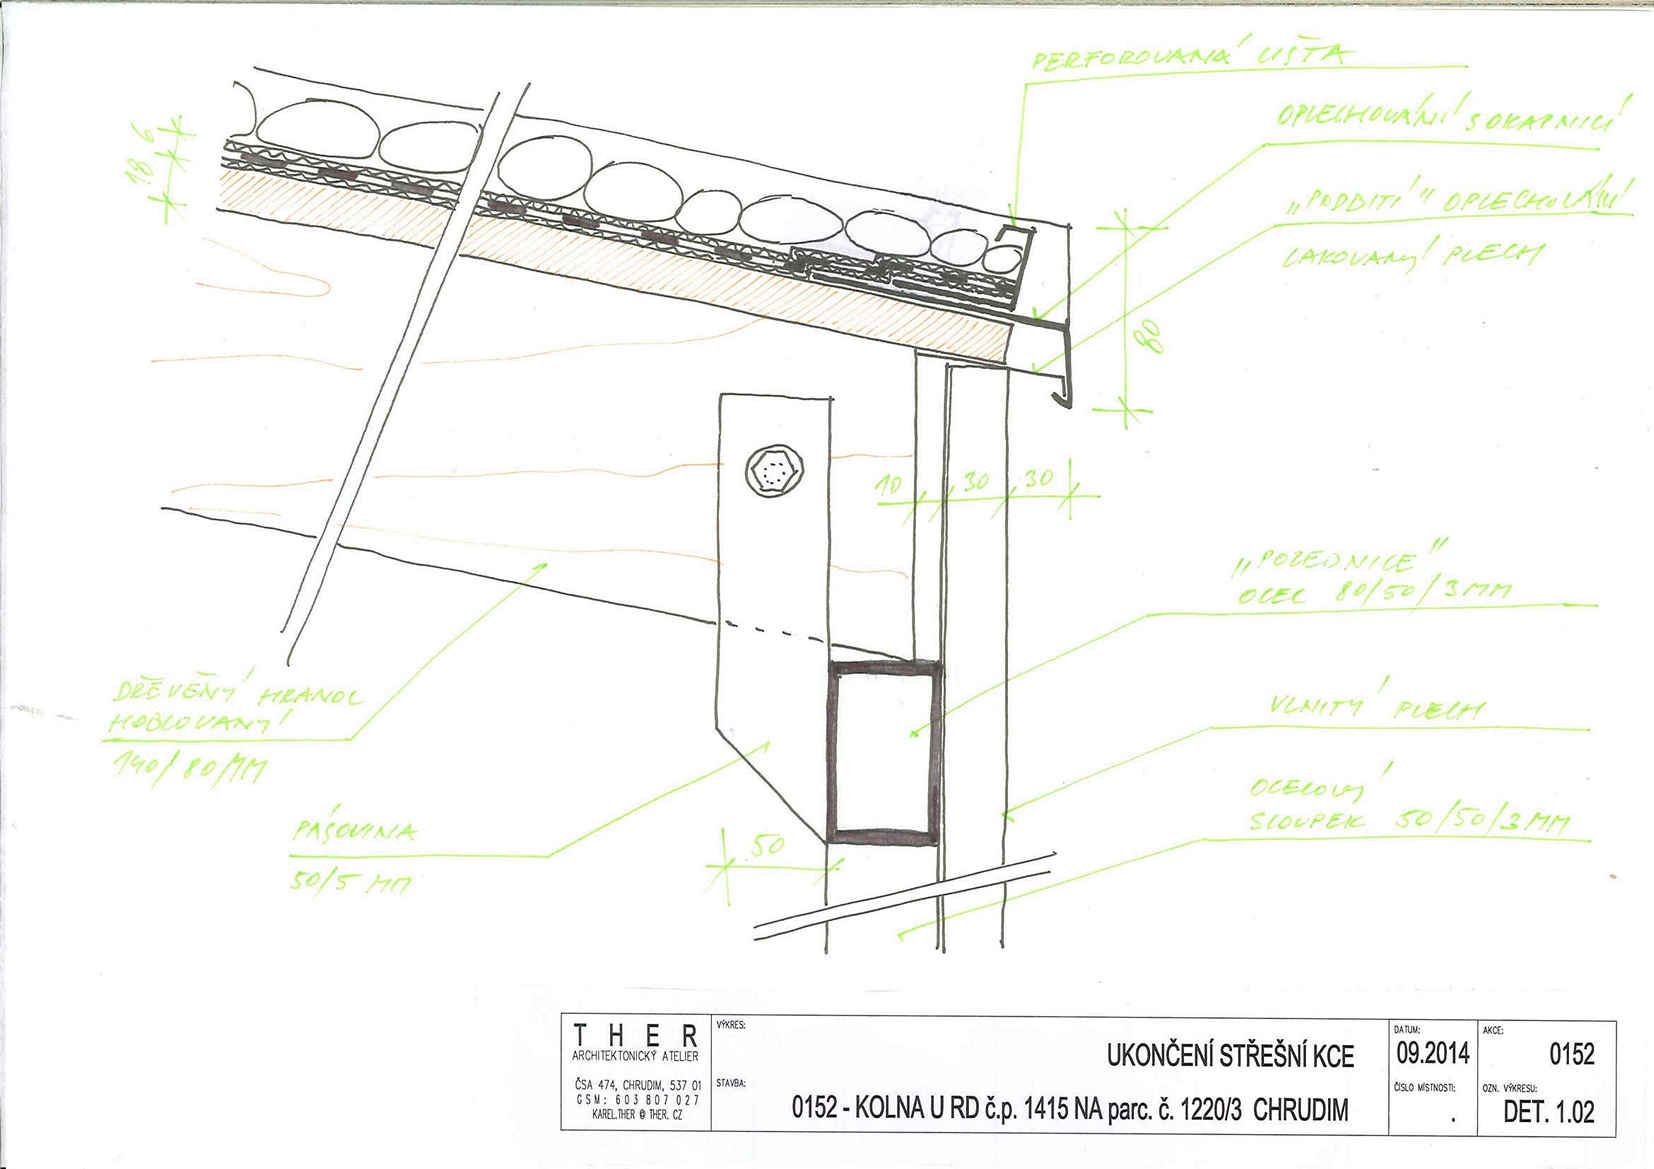 PERFOROVANÁ LIŠTA
OPLECHOVÁNÍ S OKAPNICÍ
„PODBITÍ“ OPLECHOVÁNÍ
LAKOVANÝ PLECH
6
18
80
10 30 30
„POZEDNICE“
OCEL 80/50/3MM
DŘEVĚNÝ HRANOL
HOBLOVANÝ
140/80/MM
VLNITÝ PLECH
OCELOVÝ
SLOUPEK 50/50/3MM
PÁSOVINA
50/5 MM
50
THER
ARCHITEKTONICKÝ ATELIER
ČSA 474, CHRUDIM, 537 01
GSM: 603 807 027
KAREL.THER @ THER. CZ
VÝKRES:
UKONČENÍ STŘEŠNÍ KCE
STAVBA:
0152 - KOLNA U RD č.p. 1415 NA parc. č. 1220/3 CHRUDIM
DATUM:
09.2014
ČÍSLO MÍSTNOSTI:
.
AKCE:
0152
OZN. VÝKRESU:
DET. 1.02